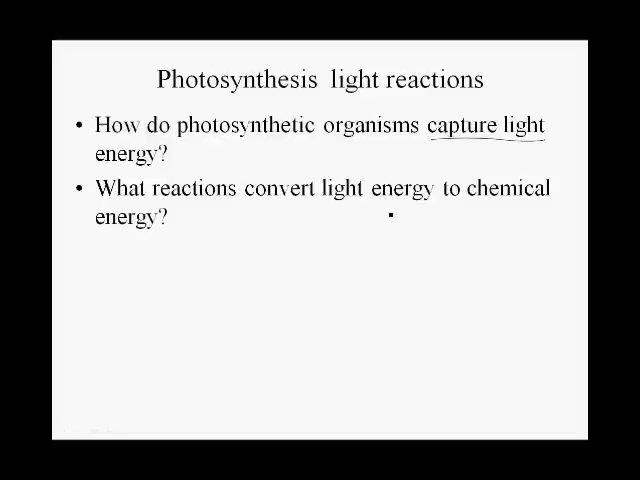 Photosynthesis light reactions
• How do photosynthetic organisms capture light
energy?
• What reactions convert light energy to chemical
energy?